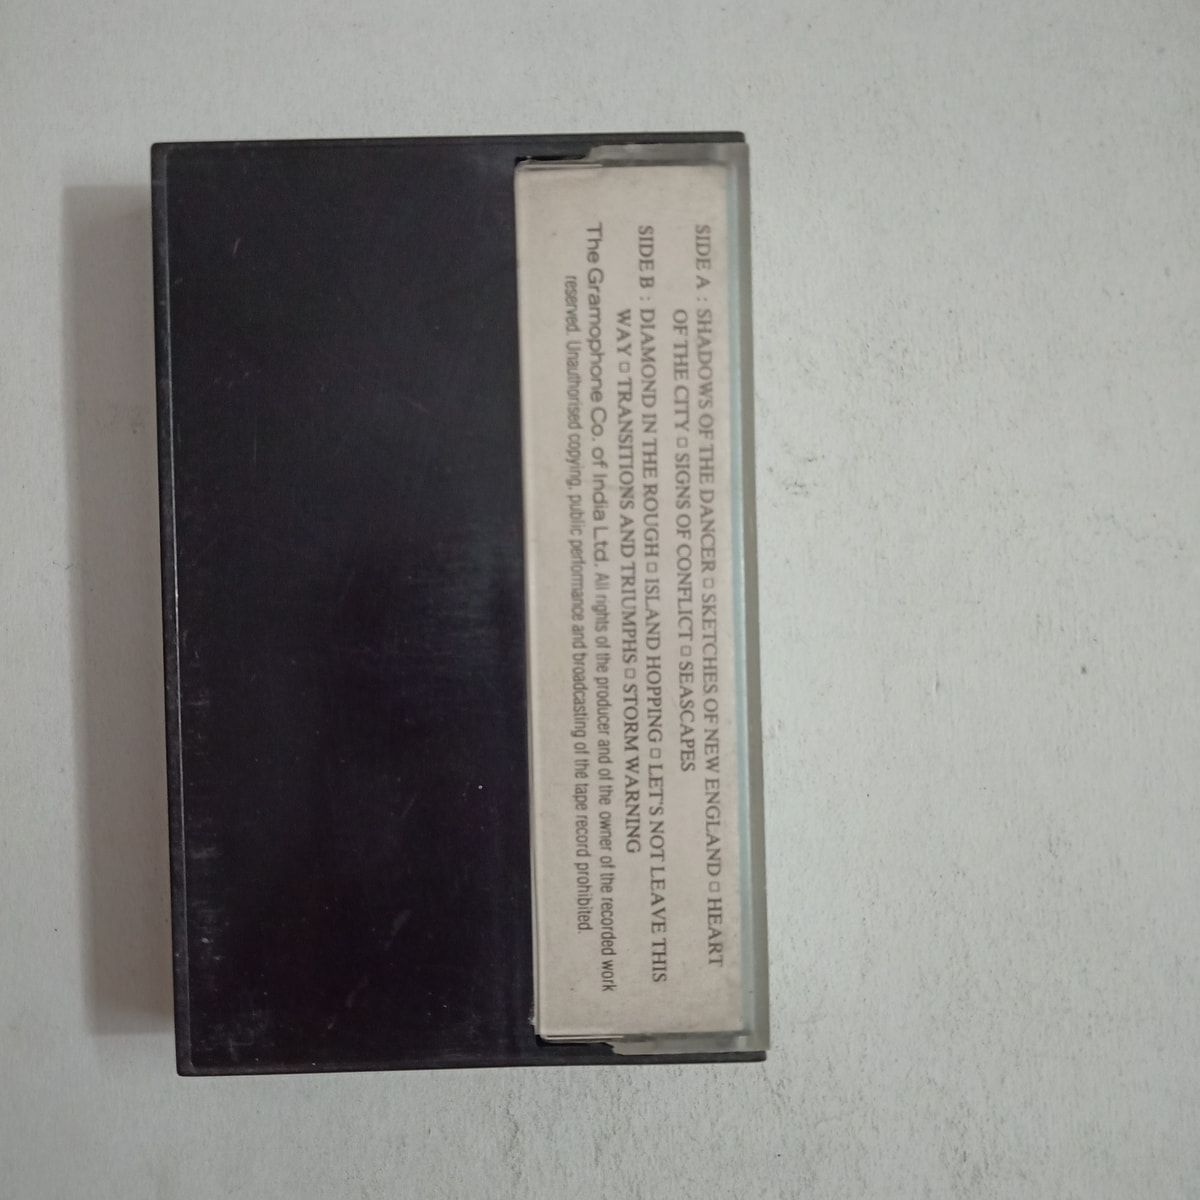 SIDE A : SHADOWS OF THE DANCER □ SKETCHES OF NEW ENGLAND □ HEART
OF THE CITY □ SIGNS OF CONFLICT □ SEASCAPES
SIDE B : DIAMOND IN THE ROUGH □ ISLAND HOPPING □ LET'S NOT LEAVE THIS
WAY □ TRANSITIONS AND TRIUMPHS □ STORM WARNING
The Gramophone Co. of India Ltd. All rights of the producer and of the owner of the recorded work
reserved. Unauthorised copying, public performance and broadcasting of the tape record prohibited.